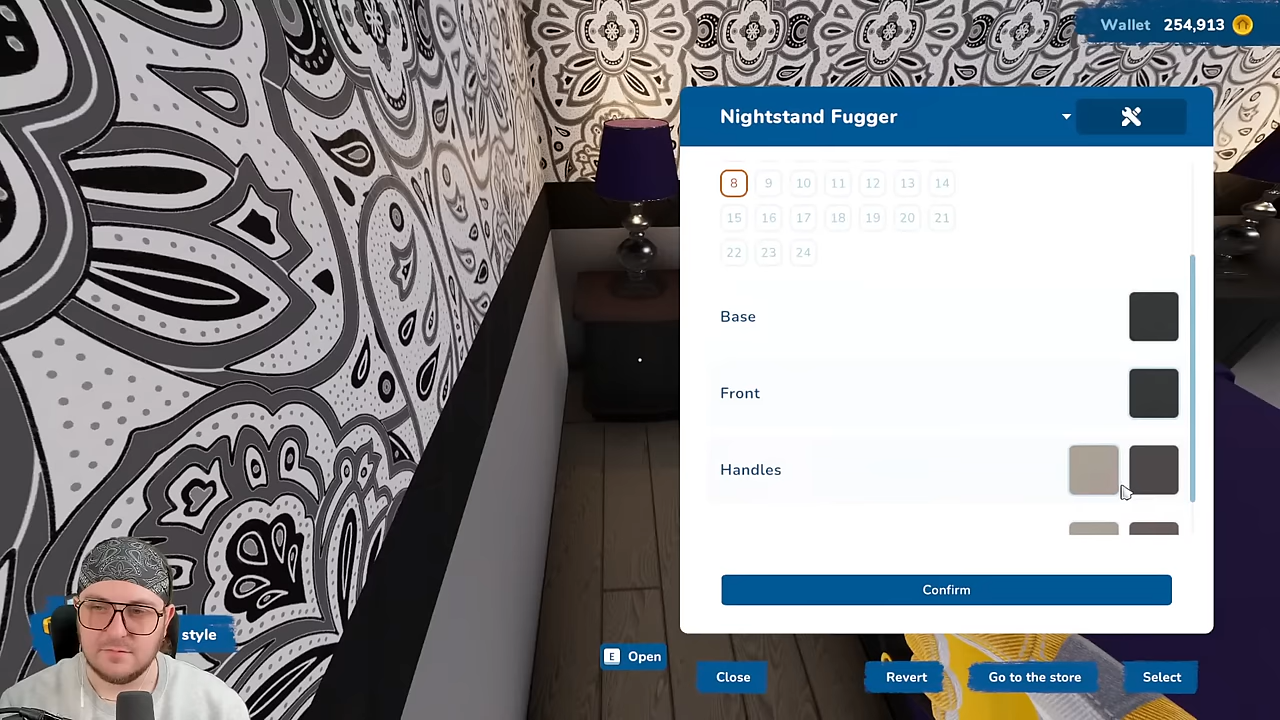 Wallet 254,913
Nightstand Fugger
8 9 10 11 12 13 14
15 16 17 18 19 20 21
22 23 24
Base
Front
Handles
Confirm
style
E Open
Close
Revert
Go to the store
Select